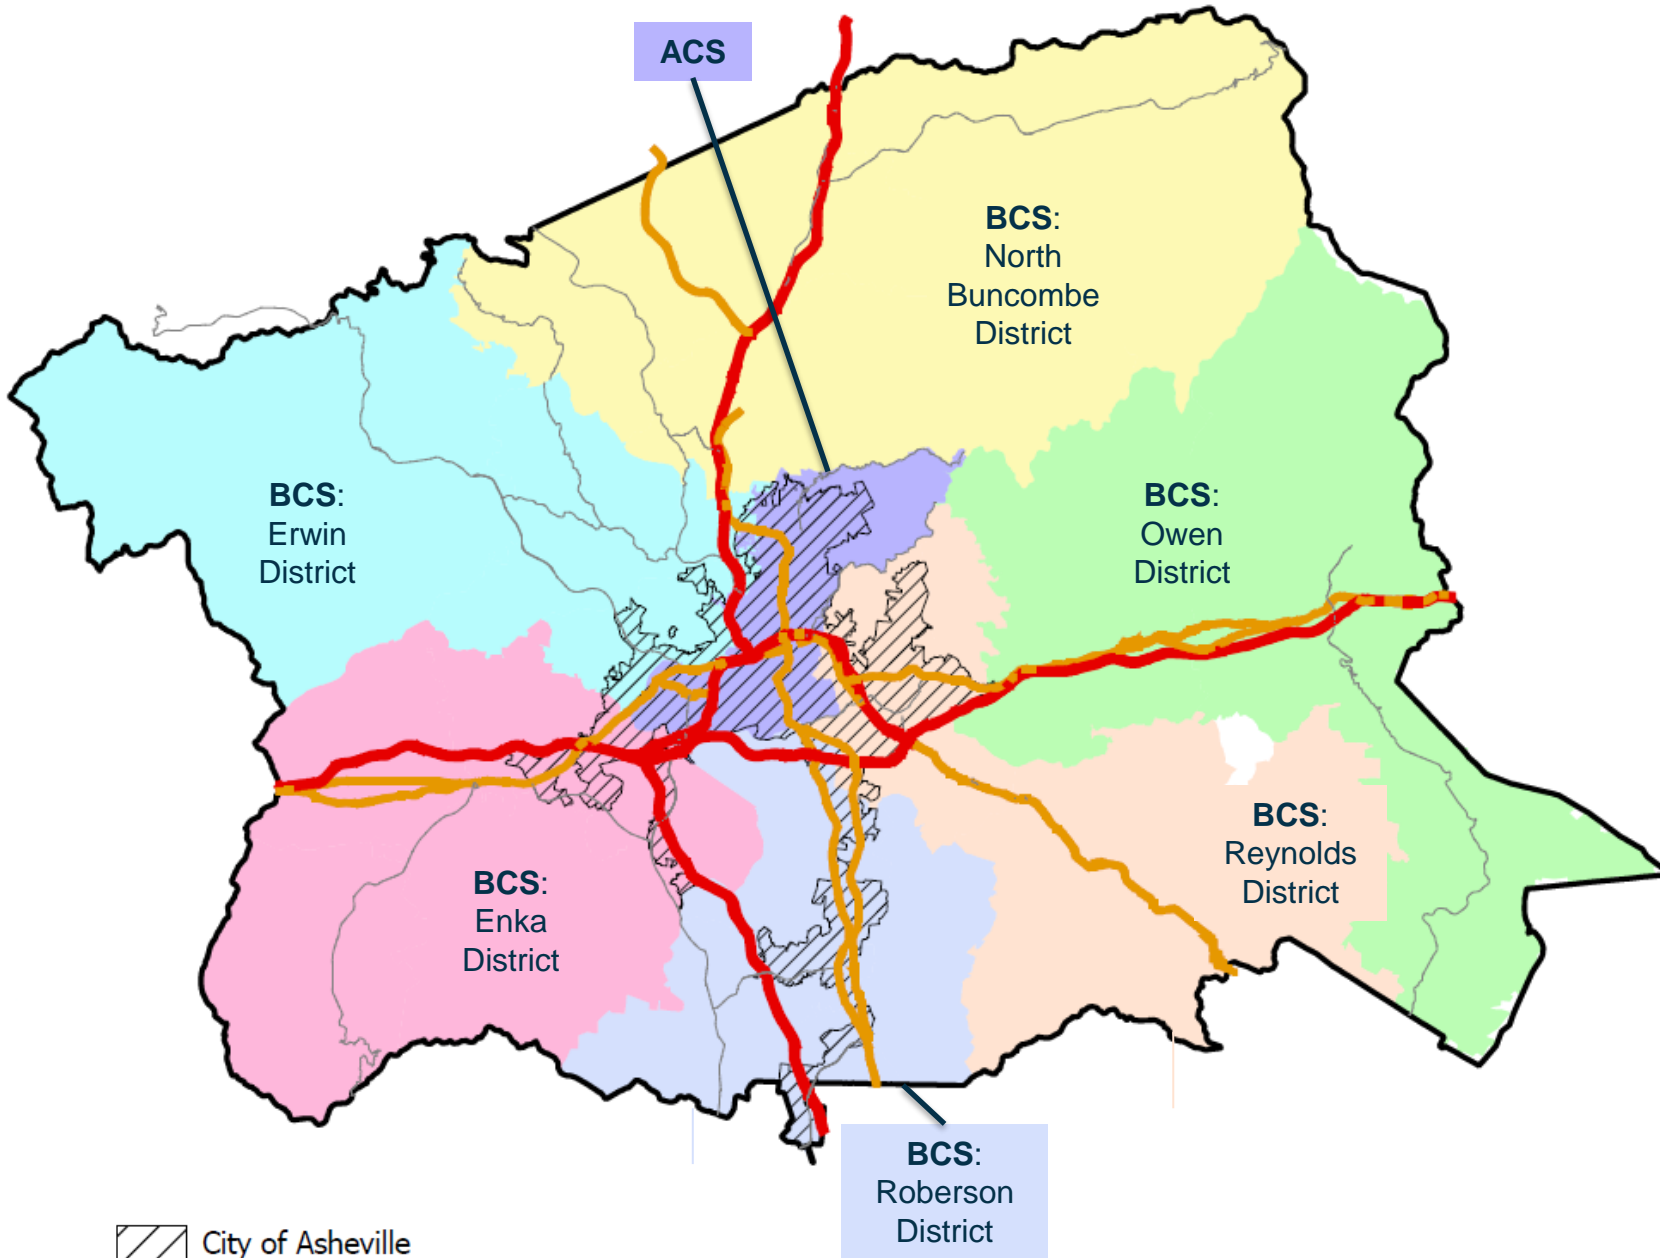 ACS
BCS:
North
Buncombe
District
BCS:
Erwin
District
BCS:
Owen
District
BCS:
Reynolds
District
BCS:
Enka
District
BCS:
Roberson
District
City of Asheville